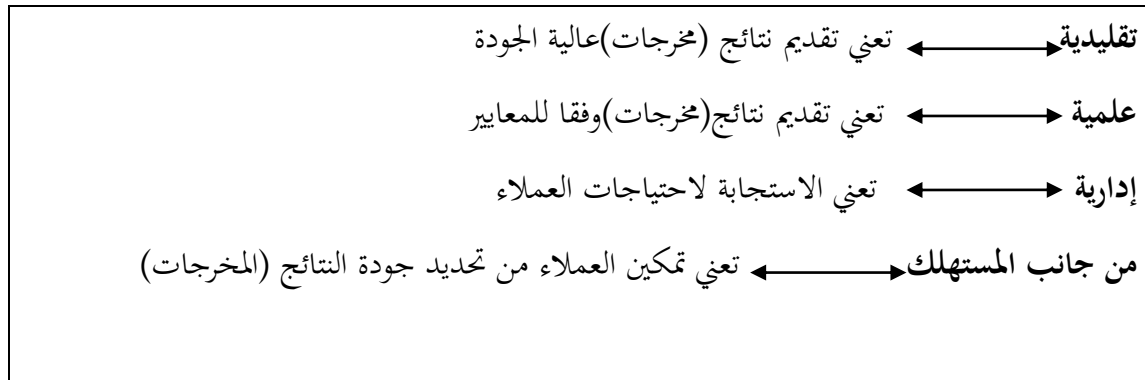 تقليدية تعني تقديم نتائج (مخرجات)عالية الجودة
علمية تعني تقديم نتائج(مخرجات)وفقا للمعايير
إدارية تعني الاستجابة لاحتياجات العملاء
من جانب المستهلك تعني تمكين العملاء من تحديد جودة النتائج (المخرجات)